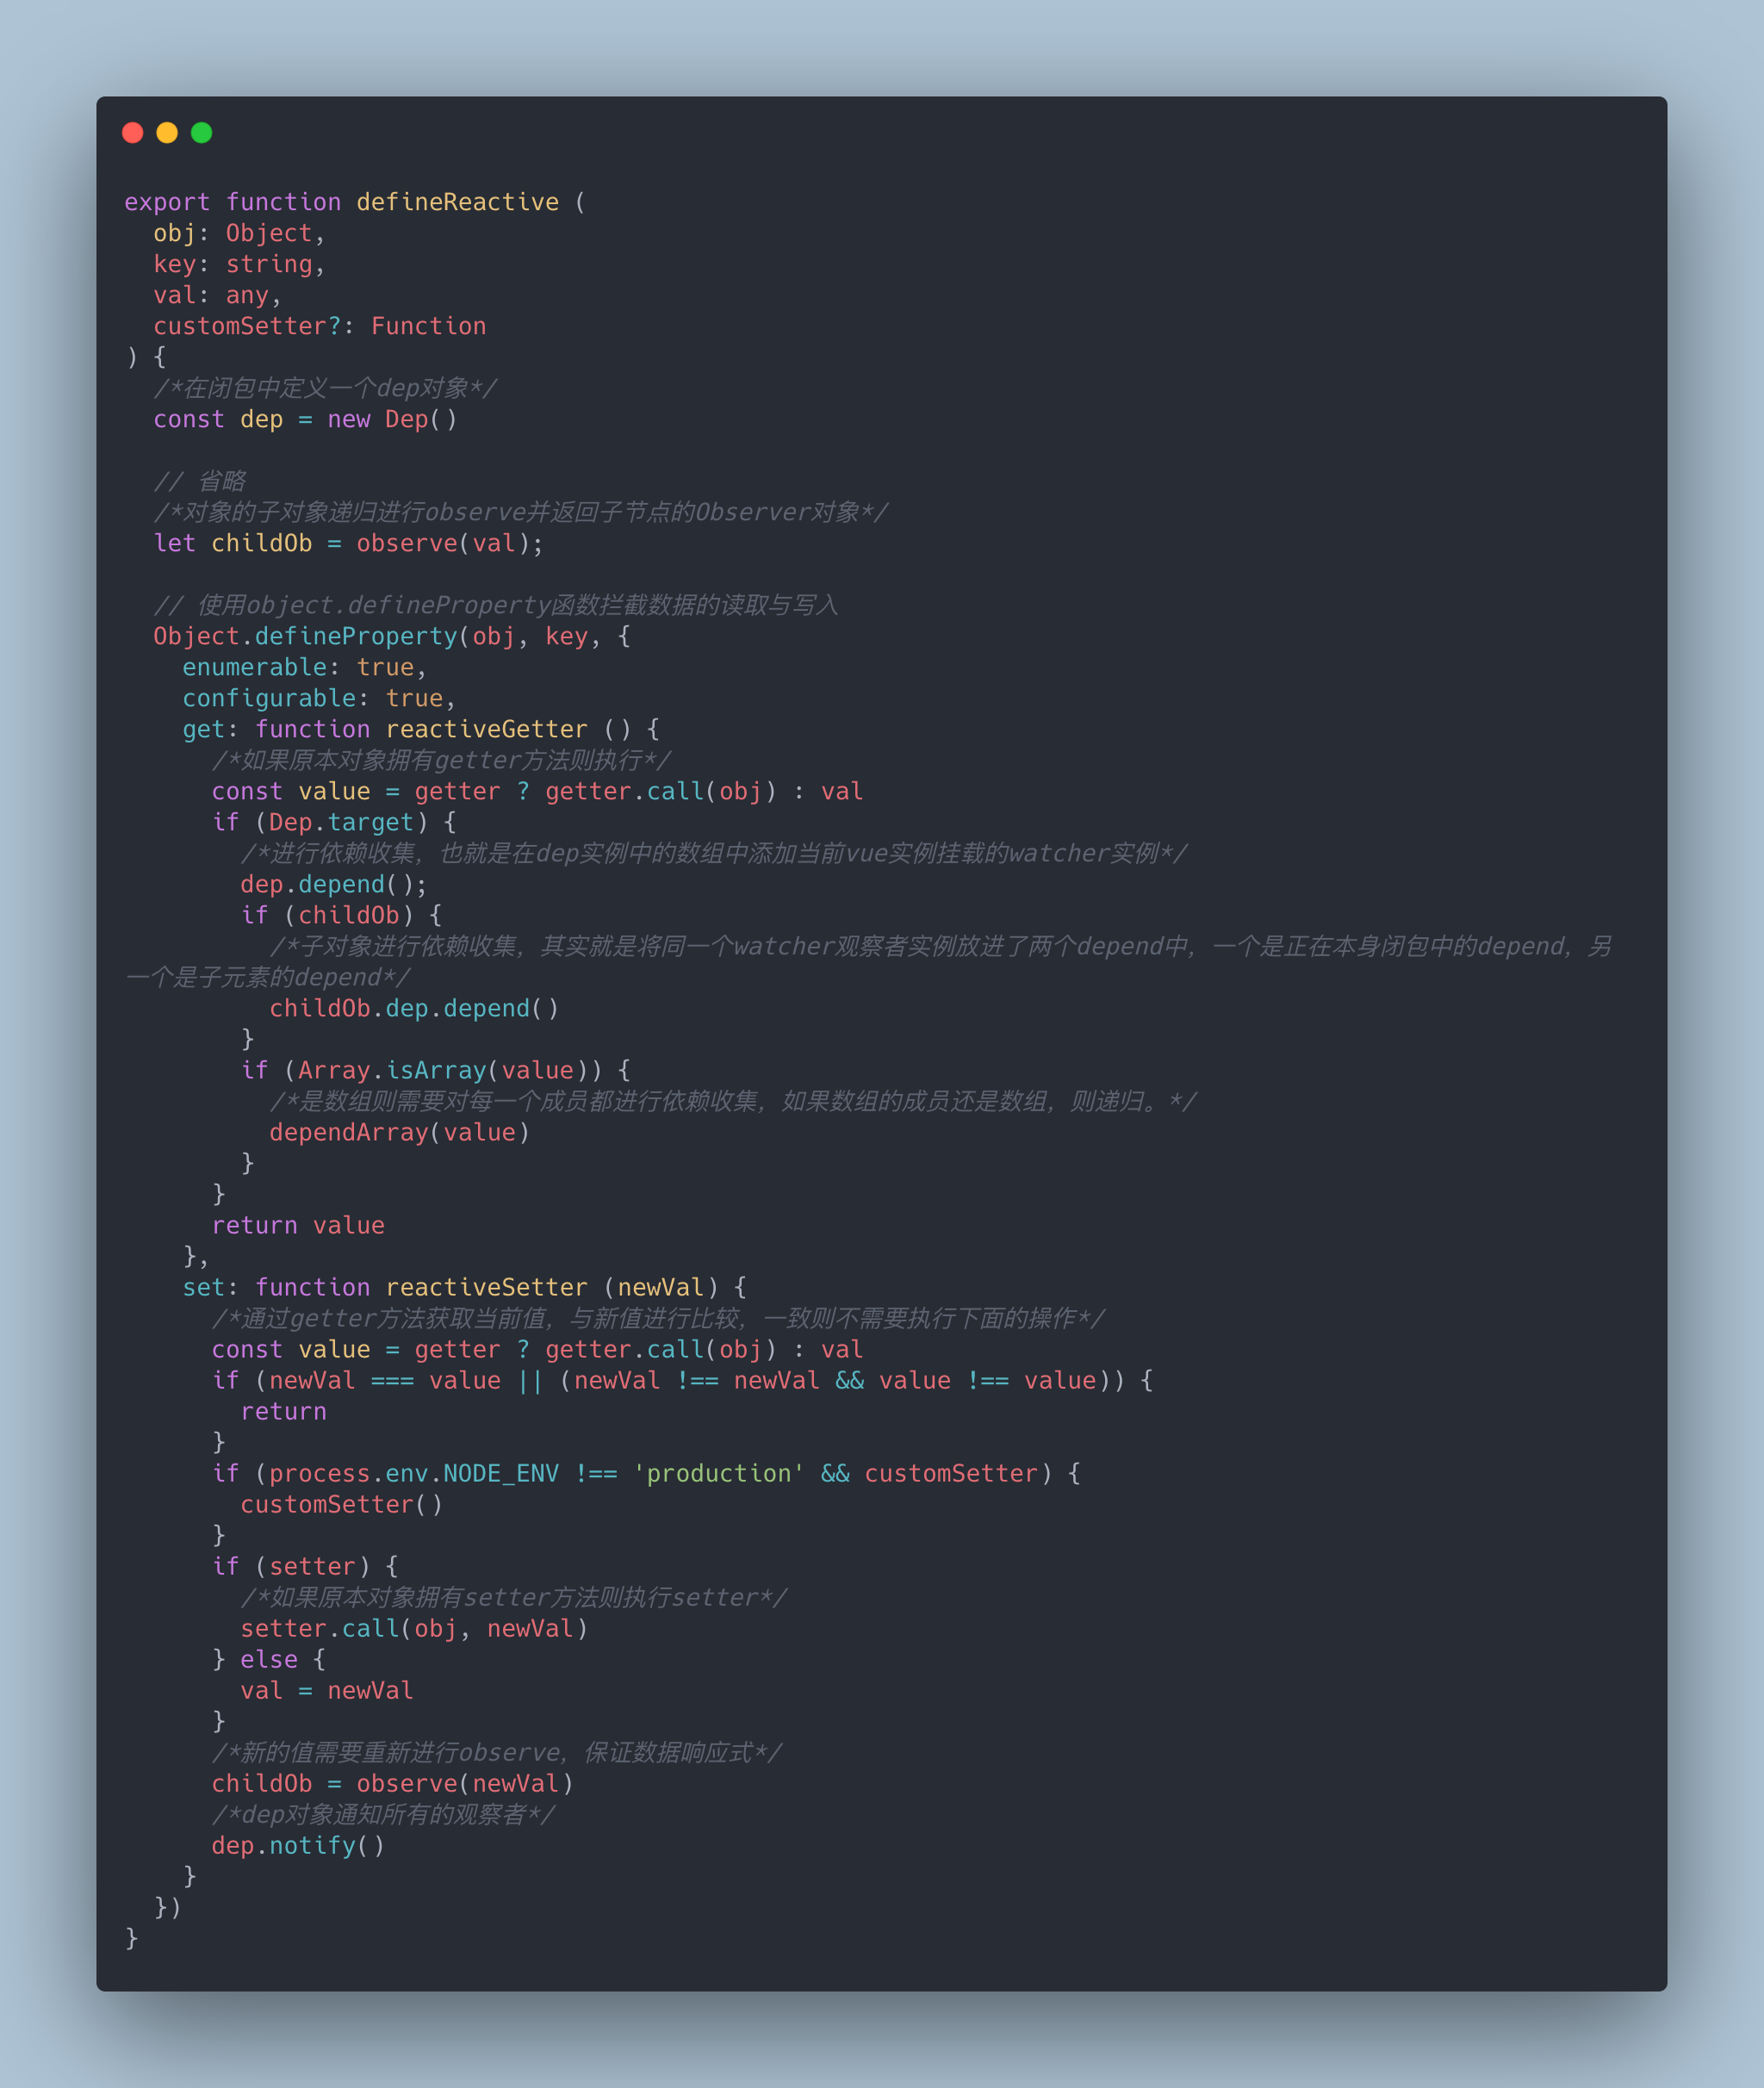 export function defineReactive (
  obj: Object,
  key: string,
  val: any,
  customSetter?: Function
) {
  /*在闭包中定义一个dep对象*/
  const dep = new Dep()

  // 省略
  /*对象的子对象递归进行observe并返回子节点的Observer对象*/
  let childOb = observe(val);

  // 使用object.defineProperty函数拦截数据的读取与写入
  Object.defineProperty(obj, key, {
    enumerable: true,
    configurable: true,
    get: function reactiveGetter () {
      /*如果原本对象拥有getter方法则执行*/
      const value = getter ? getter.call(obj) : val
      if (Dep.target) {
        /*进行依赖收集，也就是在dep实例中的数组中添加当前vue实例挂载的watcher实例*/
        dep.depend();
        if (childOb) {
          /*子对象进行依赖收集，其实就是将同一个watcher观察者实例放进了两个depend中，一个是正在本身闭包中的depend，另
一个是子元素的depend*/
          childOb.dep.depend()
        }
        if (Array.isArray(value)) {
          /*是数组则需要对每一个成员都进行依赖收集，如果数组的成员还是数组，则递归。*/
          dependArray(value)
        }
      }
      return value
    },
    set: function reactiveSetter (newVal) {
      /*通过getter方法获取当前值，与新值进行比较，一致则不需要执行下面的操作*/
      const value = getter ? getter.call(obj) : val
      if (newVal === value || (newVal !== newVal && value !== value)) {
        return
      }
      if (process.env.NODE_ENV !== 'production' && customSetter) {
        customSetter()
      }
      if (setter) {
        /*如果原本对象拥有setter方法则执行setter*/
        setter.call(obj, newVal)
      } else {
        val = newVal
      }
      /*新的值需要重新进行observe，保证数据响应式*/
      childOb = observe(newVal)
      /*dep对象通知所有的观察者*/
      dep.notify()
    }
  })
}